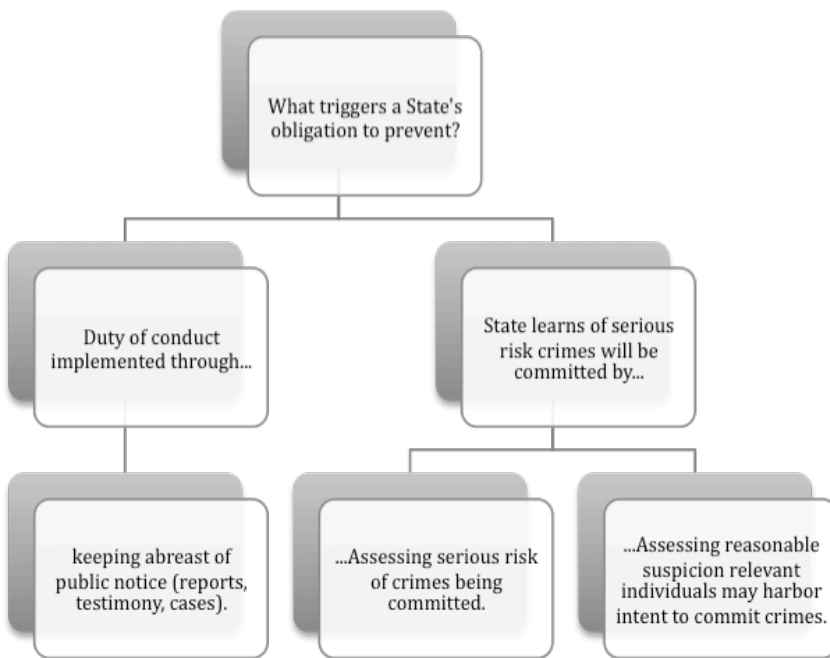 What triggers a State's
obligation to prevent?
Duty of conduct
implemented through...
State learns of serious
risk crimes will be
committed by...
keeping abreast of
public notice (reports,
testimony, cases).
...Assessing serious risk
of crimes being
committed.
...Assessing reasonable
suspicion relevant
individuals may harbor
intent to commit crimes.